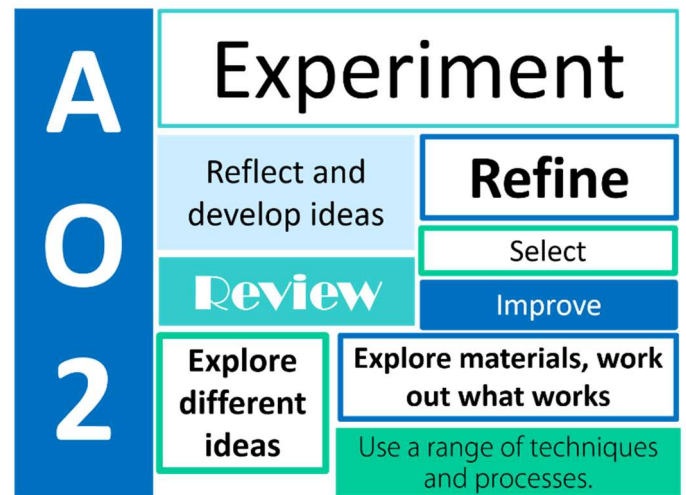 A
O
2
Experiment
Reflect and
develop ideas
Refine
Select
Review
Improve
Explore
different
ideas
Explore materials, work
out what works
Use a range of techniques
and processes.